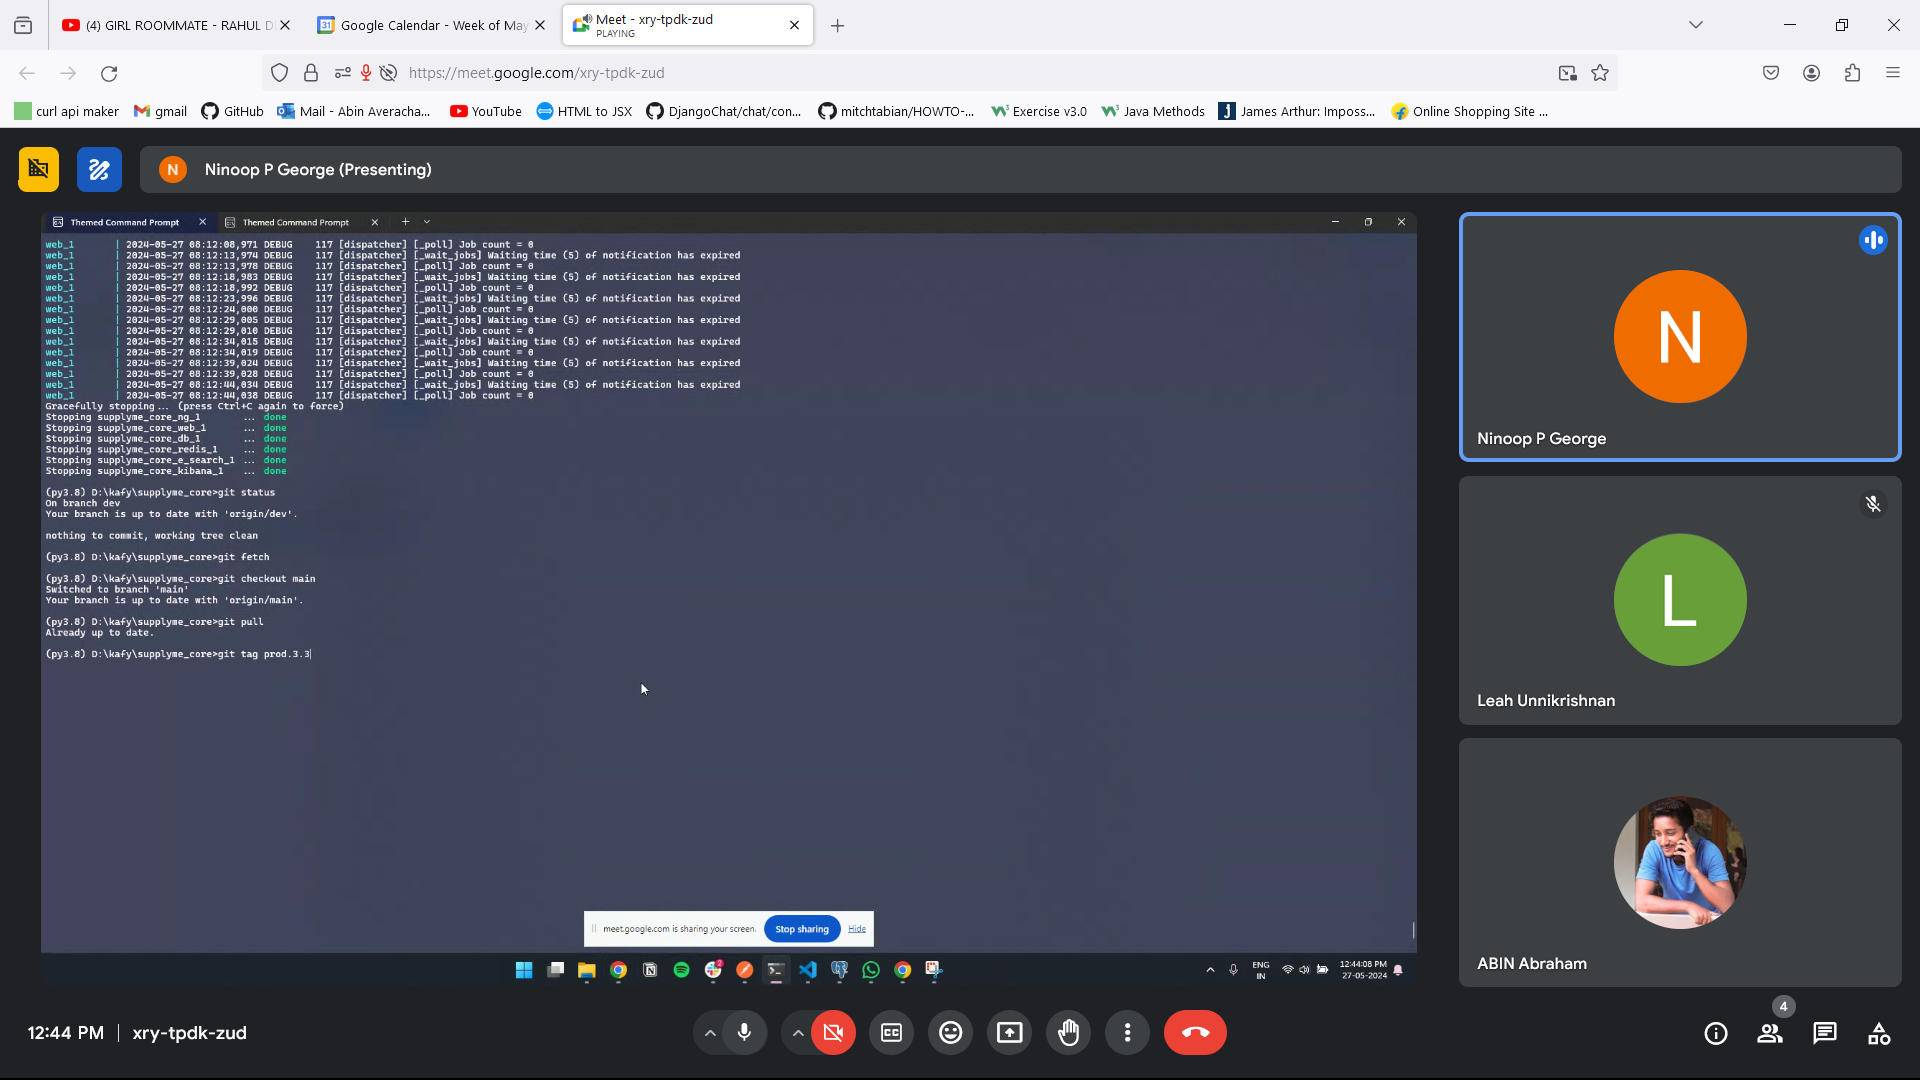 (4) GIRL ROOMMATE - RAHUL D
Google Calendar - Week of May
Meet - xry-tpdk-zud
PLAYING
https://meet.google.com/xry-tpdk-zud
curl api maker
gmail
GitHub
Mail - Abin Averacha...
YouTube
HTML to JSX
DjangoChat/chat/con...
mitchtabian/HOWTO-...
Exercise v3.0
Java Methods
James Arthur: Imposs...
Online Shopping Site ...
N
Ninoop P George (Presenting)
Themed Command Prompt
Themed Command Prompt
web_1 | 2024-05-27 08:12:08,971 DEBUG 117 [dispatcher] [_poll] Job count = 0
web_1 | 2024-05-27 08:12:13,974 DEBUG 117 [dispatcher] [_wait_jobs] Waiting time (5) of notification has expired
web_1 | 2024-05-27 08:12:13,978 DEBUG 117 [dispatcher] [_poll] Job count = 0
web_1 | 2024-05-27 08:12:18,983 DEBUG 117 [dispatcher] [_wait_jobs] Waiting time (5) of notification has expired
web_1 | 2024-05-27 08:12:18,992 DEBUG 117 [dispatcher] [_poll] Job count = 0
web_1 | 2024-05-27 08:12:23,996 DEBUG 117 [dispatcher] [_wait_jobs] Waiting time (5) of notification has expired
web_1 | 2024-05-27 08:12:24,000 DEBUG 117 [dispatcher] [_poll] Job count = 0
web_1 | 2024-05-27 08:12:29,005 DEBUG 117 [dispatcher] [_wait_jobs] Waiting time (5) of notification has expired
web_1 | 2024-05-27 08:12:29,010 DEBUG 117 [dispatcher] [_poll] Job count = 0
web_1 | 2024-05-27 08:12:34,015 DEBUG 117 [dispatcher] [_wait_jobs] Waiting time (5) of notification has expired
web_1 | 2024-05-27 08:12:34,019 DEBUG 117 [dispatcher] [_poll] Job count = 0
web_1 | 2024-05-27 08:12:39,024 DEBUG 117 [dispatcher] [_wait_jobs] Waiting time (5) of notification has expired
web_1 | 2024-05-27 08:12:39,028 DEBUG 117 [dispatcher] [_poll] Job count = 0
web_1 | 2024-05-27 08:12:44,034 DEBUG 117 [dispatcher] [_wait_jobs] Waiting time (5) of notification has expired
web_1 | 2024-05-27 08:12:44,038 DEBUG 117 [dispatcher] [_poll] Job count = 0
Gracefully stopping... (press Ctrl+C again to force)
Stopping supplyme_core_ng_1 ... done
Stopping supplyme_core_web_1 ... done
Stopping supplyme_core_db_1 ... done
Stopping supplyme_core_redis_1 ... done
Stopping supplyme_core_e_search_1 ... done
Stopping supplyme_core_kibana_1 ... done
(py3.8) D:\kafy\supplyme_core>git status
On branch dev
Your branch is up to date with 'origin/dev'.
nothing to commit, working tree clean
(py3.8) D:\kafy\supplyme_core>git fetch
(py3.8) D:\kafy\supplyme_core>git checkout main
Switched to branch 'main'
Your branch is up to date with 'origin/main'.
(py3.8) D:\kafy\supplyme_core>git pull
Already up to date.
(py3.8) D:\kafy\supplyme_core>git tag prod.3.3
meet.google.com is sharing your screen.
Stop sharing
Hide
2
ENG
IN
12:44:08 PM
27-05-2024
N
Ninoop P George
L
Leah Unnikrishnan
ABIN Abraham
12:44 PM | xry-tpdk-zud
4